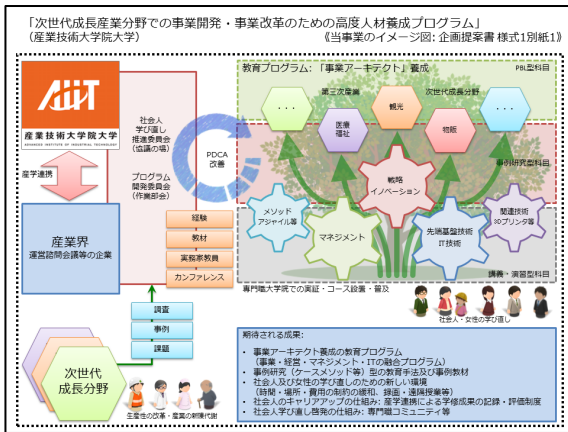 「次世代成長産業分野での事業開発・事業改革のための高度人材養成プログラム」
(産業技術大学院大学)
《当事業のイメージ図: 企画提案書 様式1別紙1》
AIIT
産業技術大学院大学
ADVANCED INSTITUTE OF INDUSTRIAL TECHNOLOGY
産学連携
産業界
運営諮問会議等の企業
社会人
学び直し
推進委員会
(協議の場)
プログラム
開発委員会
(作業部会)
PDCA
改善
経験
教材
実務家教員
カンファレンス
調査
事例
課題
次世代
成長分野
生産性の改革・産業の新陳代謝
教育プログラム: 「事業アーキテクト」養成
PBL型科目
第三次産業
次世代成長分野
・・・
医療
福祉
観光
物販
・・・
事例研究型科目
戦略
イノベーション
メソッド
アジャイル等
マネジメント
先端基盤技術
IT技術
関連技術
3Dプリンタ等
講義・演習型科目
専門職大学院での実証・コース設置・普及
社会人・女性の学び直し
期待される成果:
・ 事業アーキテクト養成の教育プログラム
(事業・経営・マネジメント・ITの融合プログラム)
・ 事例研究(ケースメソッド等)型の教育手法及び事例教材
・ 社会人及び女性の学び直しのための新しい環境
(時間・場所・費用の制約の緩和、録画・遠隔授業等)
・ 社会人のキャリアアップの仕組み: 産学連携による学修成果の記録・評価制度
・ 社会人学び直し啓発の仕組み: 専門職コミュニティ等